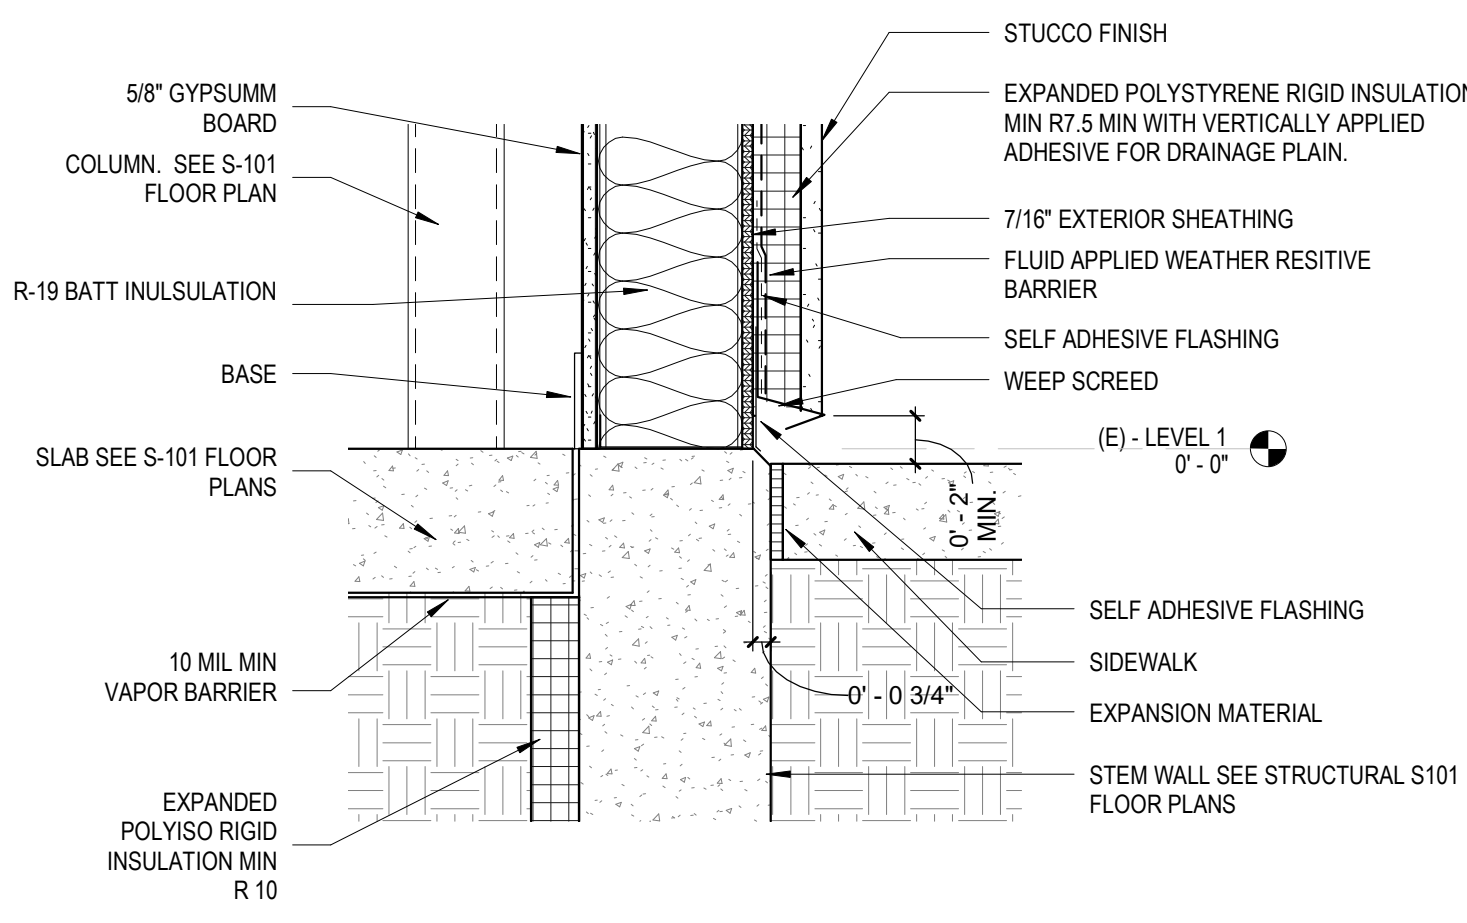 5/8" GYPSUMM
BOARD
COLUMN. SEE S-101
FLOOR PLAN
R-19 BATT INULSULATION
BASE
SLAB SEE S-101 FLOOR
PLANS
10 MIL MIN
VAPOR BARRIER
EXPANDED
POLYISO RIGID
INSULATION MIN
R 10
STUCCO FINISH
EXPANDED POLYSTYRENE RIGID INSULATION
MIN R7.5 MIN WITH VERTICALLY APPLIED
ADHESIVE FOR DRAINAGE PLAIN.
7/16" EXTERIOR SHEATHING
FLUID APPLIED WEATHER RESITIVE
BARRIER
SELF ADHESIVE FLASHING
WEEP SCREED
(E) - LEVEL 1
0' - 0"
0' - 2"
MIN.
SELF ADHESIVE FLASHING
SIDEWALK
0' - 0 3/4"
EXPANSION MATERIAL
STEM WALL SEE STRUCTURAL S101
FLOOR PLANS